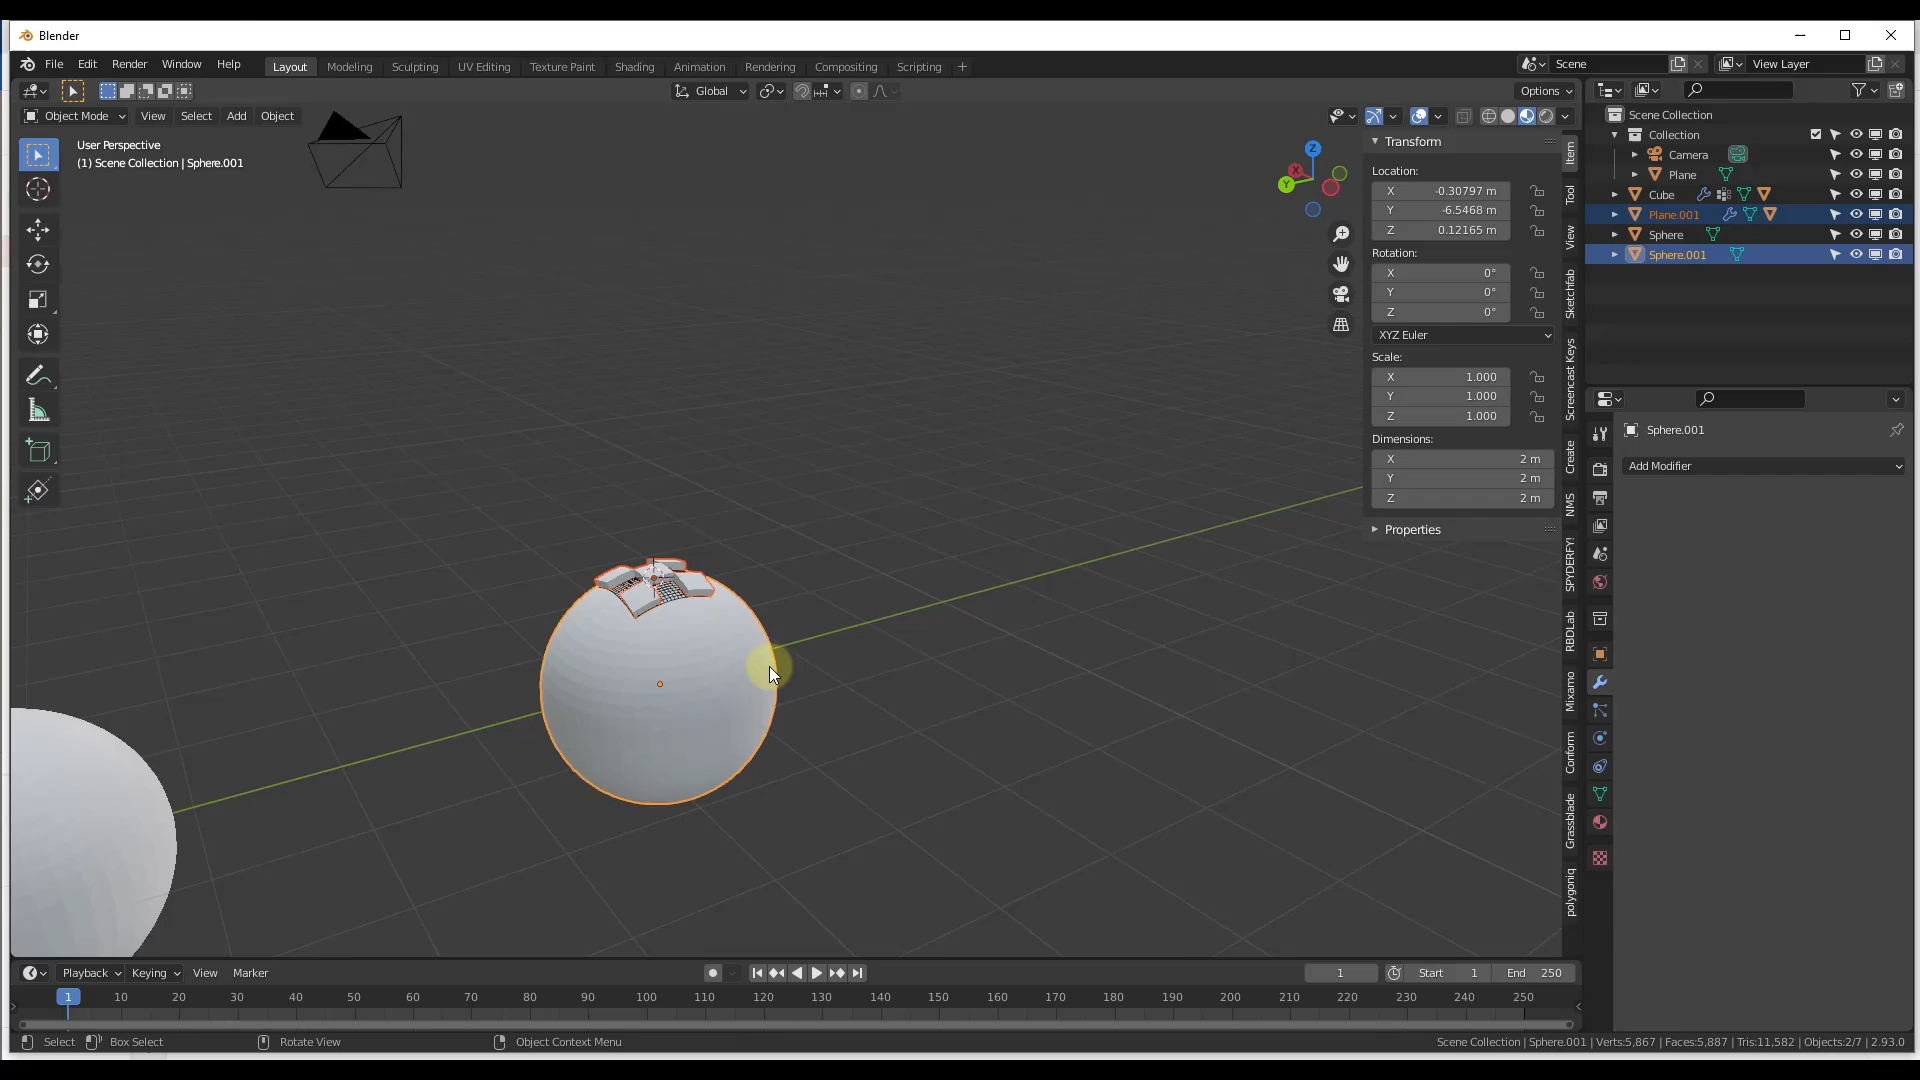 Blender
File Edit Render Window Help
Layout Modeling Sculpting UV Editing Texture Paint Shading Animation Rendering Compositing Scripting +
Scene
View Layer
Global
Options
Object Mode View Select Add Object
User Perspective
(1) Scene Collection | Sphere.001
Z
X
Y
Transform
Location:
X -0.30797 m
Y -6.5468 m
Z 0.12165 m
Rotation:
X 0°
Y 0°
Z 0°
XYZ Euler
Scale:
X 1.000
Y 1.000
Z 1.000
Dimensions:
X 2 m
Y 2 m
Z 2 m
Properties
Item
Tool
View
Sketchfab
Screencast Keys
Create
NMS
SPYDERFY!
RBDLab
Mixamo
Conform
Grassblade
polygoniq
Scene Collection
Collection
Camera
Plane
Cube
Plane.001
Sphere
Sphere.001
Sphere.001
Add Modifier
Playback Keying View Marker
1
Start 1
End 250
1 10 20 30 40 50 60 70 80 90 100 110 120 130 140 150 160 170 180 190 200 210 220 230 240 250
Select Box Select Rotate View Object Context Menu
Scene Collection | Sphere.001 | Verts:5,867 | Faces:5,887 | Tris:11,582 | Objects:2/7 | 2.93.0